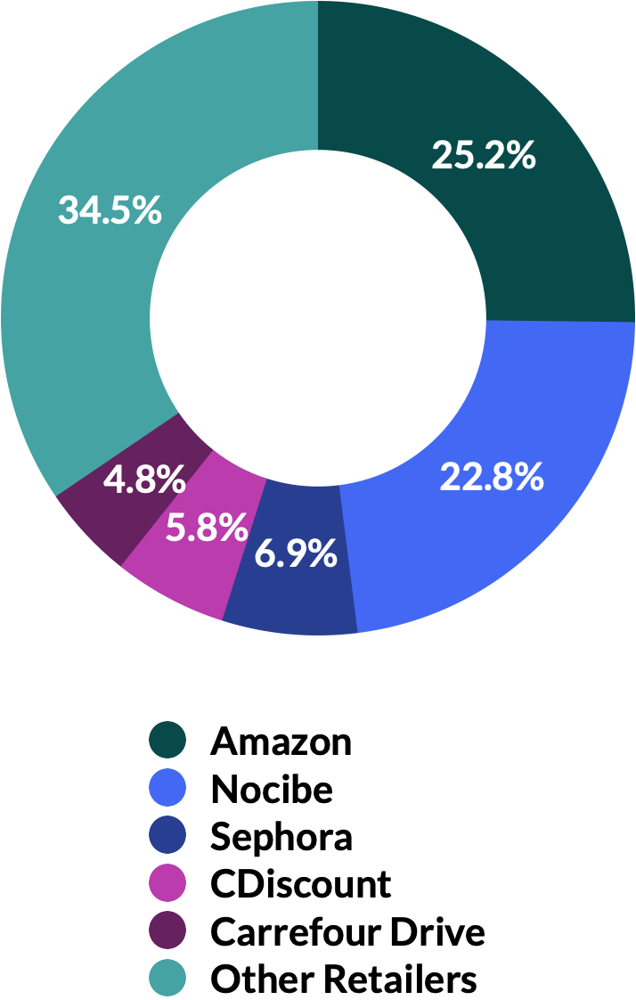 25.2%
34.5%
22.8%
4.8%
5.8%
6.9%
Amazon
Nocibe
Sephora
CDiscount
Carrefour Drive
Other Retailers